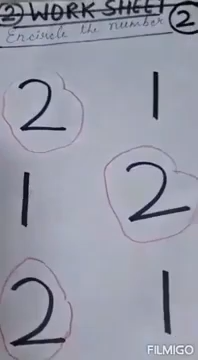 ② WORK SHEET
Encircle the number ②
2 1
1 2
2 1
FILMIGO